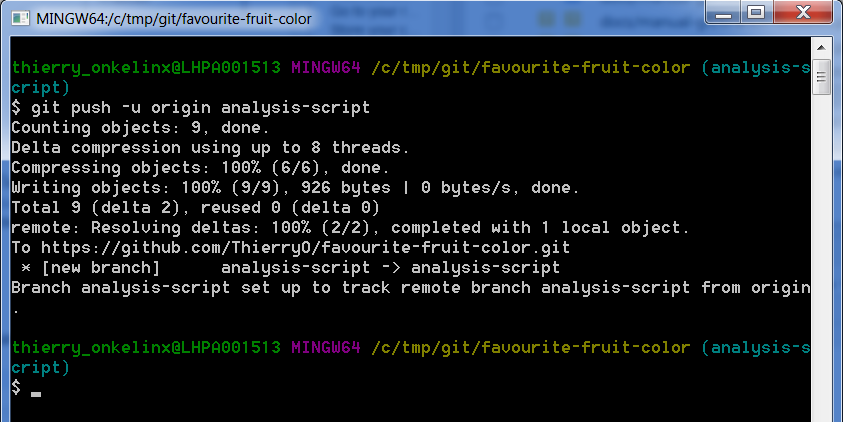 MINGW64:/c/tmp/git/favourite-fruit-color
thierry_onkelinx@LHPA001513 MINGW64 /c/tmp/git/favourite-fruit-color (analysis-s
cript)
$ git push -u origin analysis-script
Counting objects: 9, done.
Delta compression using up to 8 threads.
Compressing objects: 100% (6/6), done.
Writing objects: 100% (9/9), 926 bytes | 0 bytes/s, done.
Total 9 (delta 2), reused 0 (delta 0)
remote: Resolving deltas: 100% (2/2), completed with 1 local object.
To https://github.com/ThierryO/favourite-fruit-color.git
 * [new branch]      analysis-script -> analysis-script
Branch analysis-script set up to track remote branch analysis-script from origin
.
thierry_onkelinx@LHPA001513 MINGW64 /c/tmp/git/favourite-fruit-color (analysis-s
cript)
$